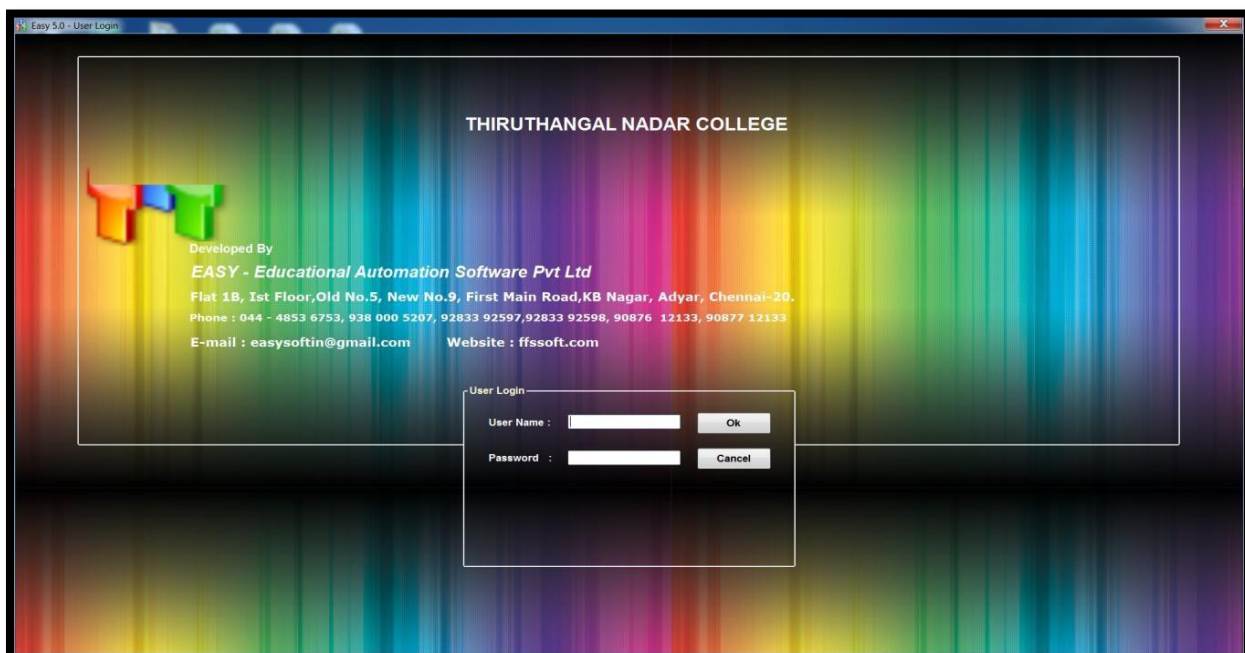 Easy 5.0 - User Login
THIRUTHANGAL NADAR COLLEGE
Developed By
EASY - Educational Automation Software Pvt Ltd
Flat 1B, Ist Floor,Old No.5, New No.9, First Main Road,KB Nagar, Adyar, Chennai-20.
Phone : 044 - 4853 6753, 938 000 5207, 92833 92597,92833 92598, 90876 12133, 90877 12133
E-mail : easysoftin@gmail.com Website : ffssoft.com
User Login
User Name : Ok
Password : Cancel